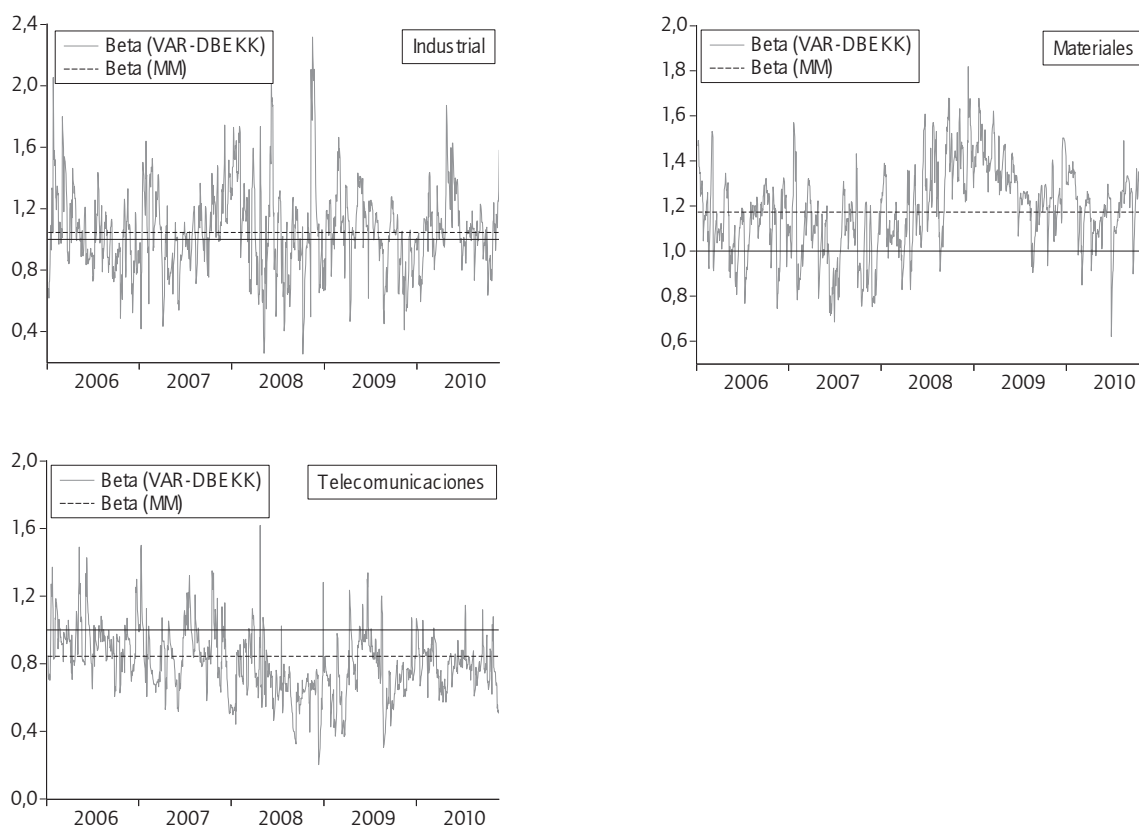 2,4
2,0
1,6
1,2
0,8
0,4
Beta (VAR-DBEKK)
Beta (MM)
Industrial
2006 2007 2008 2009 2010
2,0
1,8
1,6
1,4
1,2
1,0
0,8
0,6
Beta (VAR-DBEKK)
Beta (MM)
Materiales
2006 2007 2008 2009 2010
2,0
1,6
1,2
0,8
0,4
0,0
Beta (VAR-DBEKK)
Beta (MM)
Telecomunicaciones
2006 2007 2008 2009 2010